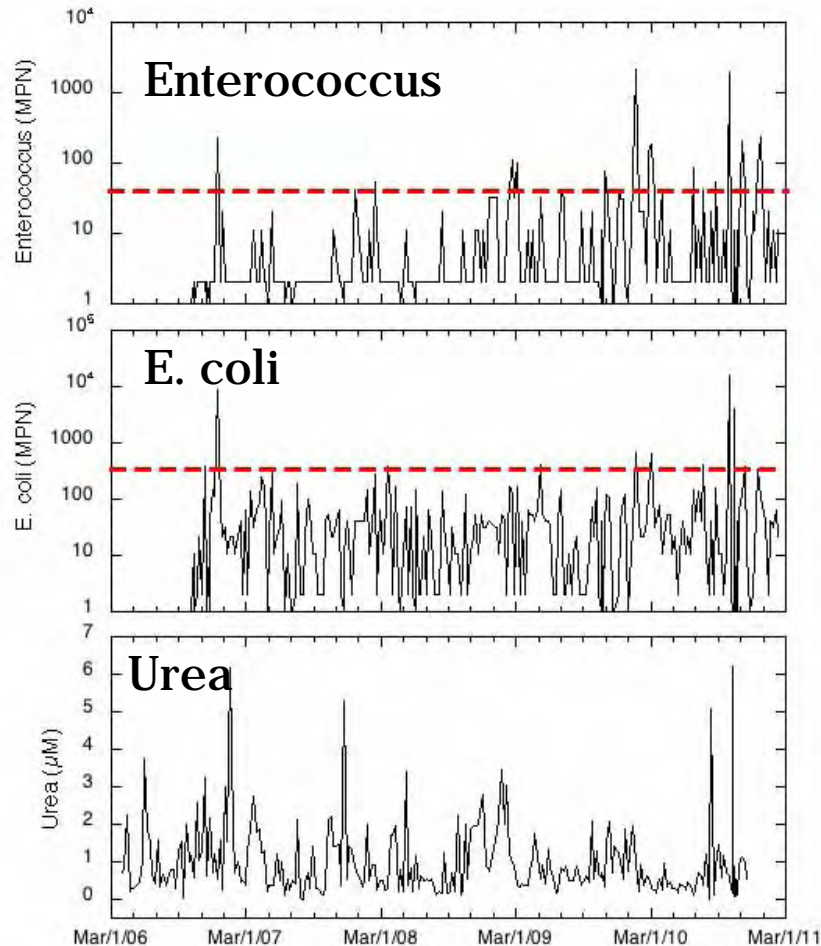 10⁴
Enterococcus
1000
Enterococcus (MPN)
100
10
1
10⁵
E. coli
10⁴
E. coli (MPN)
1000
100
10
1
7
Urea
6
5
4
Urea (µM)
3
2
1
0
Mar/1/06 Mar/1/07 Mar/1/08 Mar/1/09 Mar/1/10 Mar/1/11